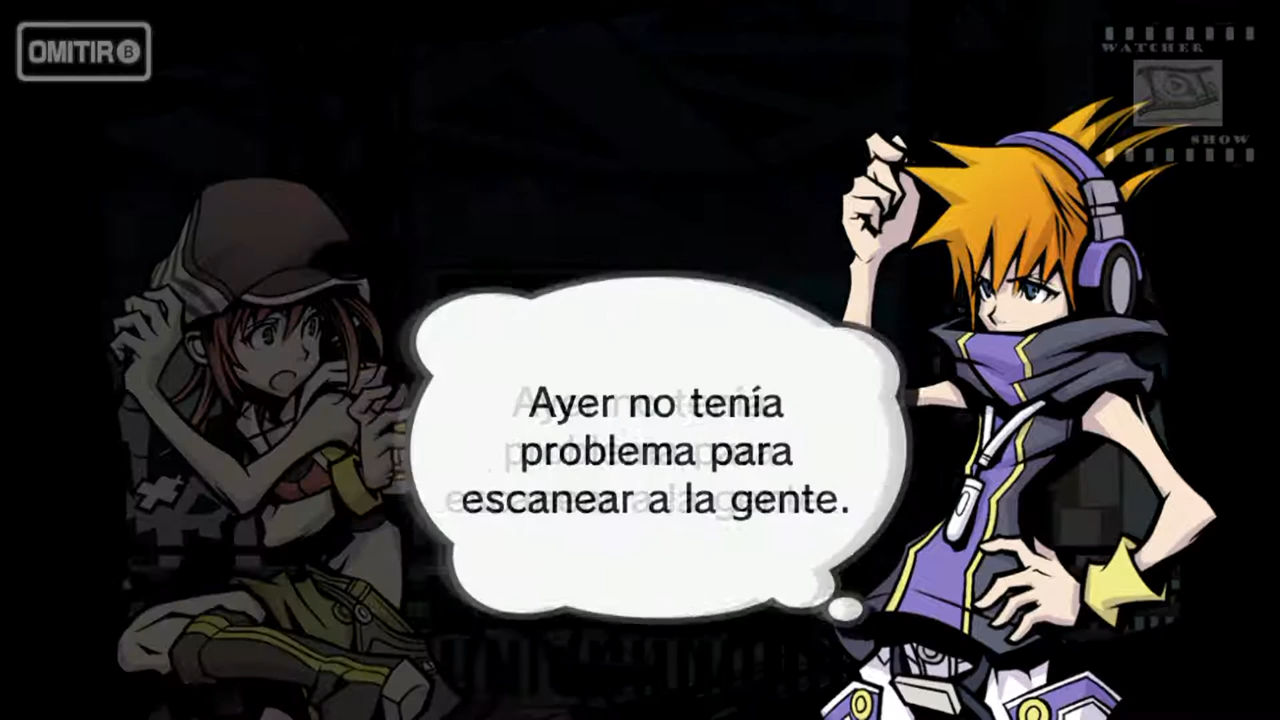 OMITIR B
WATCHER
SHOW
Ayer no tenía
problema para
escanear a la gente.